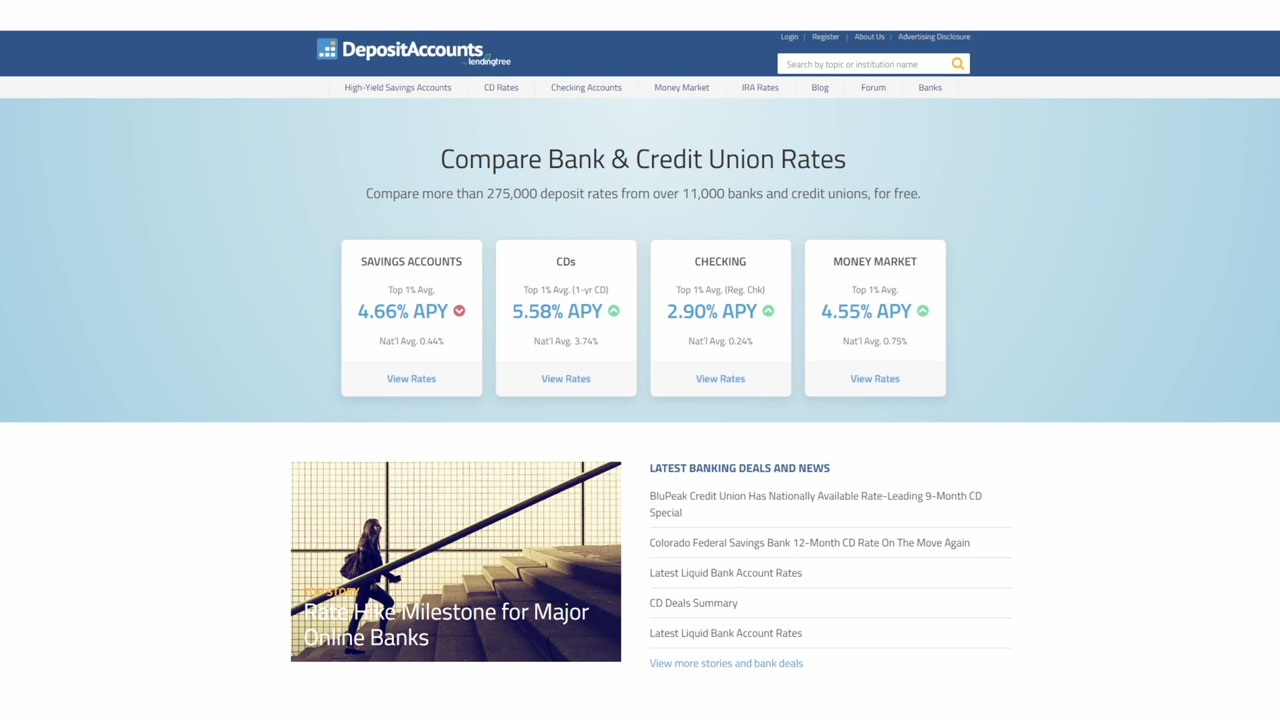 DepositAccounts
by lendingtree
Login | Register | About Us | Advertising Disclosure
Search by topic or institution name
High-Yield Savings Accounts CD Rates Checking Accounts Money Market IRA Rates Blog Forum Banks
Compare Bank & Credit Union Rates
Compare more than 275,000 deposit rates from over 11,000 banks and credit unions, for free.
SAVINGS ACCOUNTS
Top 1% Avg.
4.66% APY
Nat'l Avg. 0.44%
View Rates
CDs
Top 1% Avg. (1-yr CD)
5.58% APY
Nat'l Avg. 3.74%
View Rates
CHECKING
Top 1% Avg. (Reg. Chk)
2.90% APY
Nat'l Avg. 0.24%
View Rates
MONEY MARKET
Top 1% Avg.
4.55% APY
Nat'l Avg. 0.75%
View Rates
TOP STORY
Rate Hike Milestone for Major
Online Banks
LATEST BANKING DEALS AND NEWS
BluPeak Credit Union Has Nationally Available Rate-Leading 9-Month CD
Special
Colorado Federal Savings Bank 12-Month CD Rate On The Move Again
Latest Liquid Bank Account Rates
CD Deals Summary
Latest Liquid Bank Account Rates
View more stories and bank deals